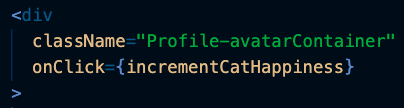 <div
className="Profile-avatarContainer"
onClick={incrementCatHappiness}
>